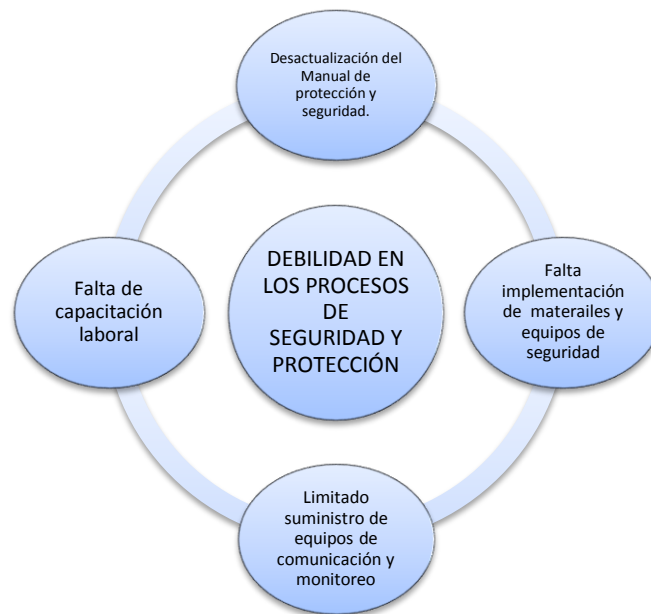 Desactualización del
Manual de
protección y
seguridad.
DEBILIDAD EN
LOS PROCESOS
DE
SEGURIDAD Y
PROTECCIÓN
Falta
implementación
de materailes y
equipos de
seguridad
Limitado
suministro de
equipos de
comunicación y
monitoreo
Falta de
capacitación
laboral